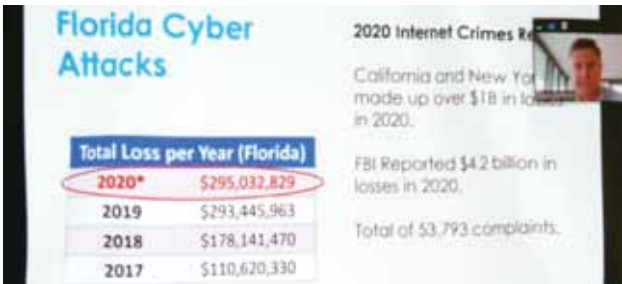 Florida Cyber
Attacks
Total Loss per Year (Florida)
2020* $295,032,829
2019 $293,445,963
2018 $178,141,470
2017 $110,620,330
2020 Internet Crimes
California and New
made up over $1B in
in 2020.
FBI Reported $4.2 billion in
losses in 2020.
Total of 53,793 complaints.